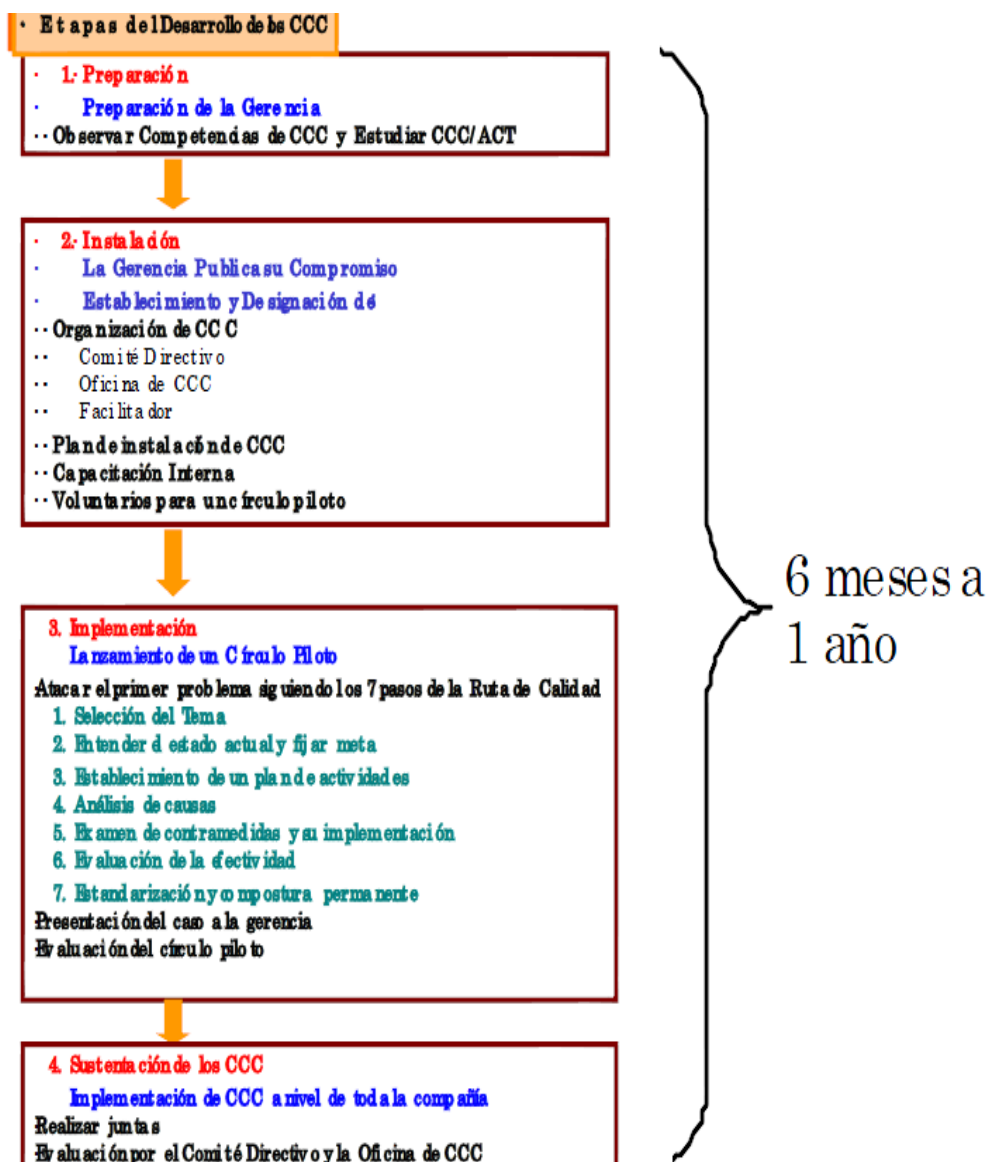 · Etapas del Desarrollo de los CCC
· 1.- Preparación
· Preparación de la Gerencia
·· Observar Competencias de CCC y Estudiar CCC/ACT
· 2.- Instalación
· La Gerencia Publica su Compromiso
· Establecimiento y Designación de
·· Organización de CCC
·· Comité Directivo
·· Oficina de CCC
·· Facilitador
·· Plan de instalación de CCC
·· Capacitación Interna
·· Voluntarios para un círculo piloto
3. Implementación
Lanzamiento de un Círculo Piloto
Atacar el primer problema siguiendo los 7 pasos de la Ruta de Calidad
1. Selección del Tema
2. Entender el estado actual y fijar meta
3. Establecimiento de un plan de actividades
4. Análisis de causas
5. Examen de contramedidas y su implementación
6. Evaluación de la efectividad
7. Estandarización y compostura permanente
Presentación del caso a la gerencia
Evaluación del círculo piloto
4. Sustentación de los CCC
Implementación de CCC a nivel de toda la compañía
Realizar juntas
Evaluación por el Comité Directivo y la Oficina de CCC
6 meses a
1 año